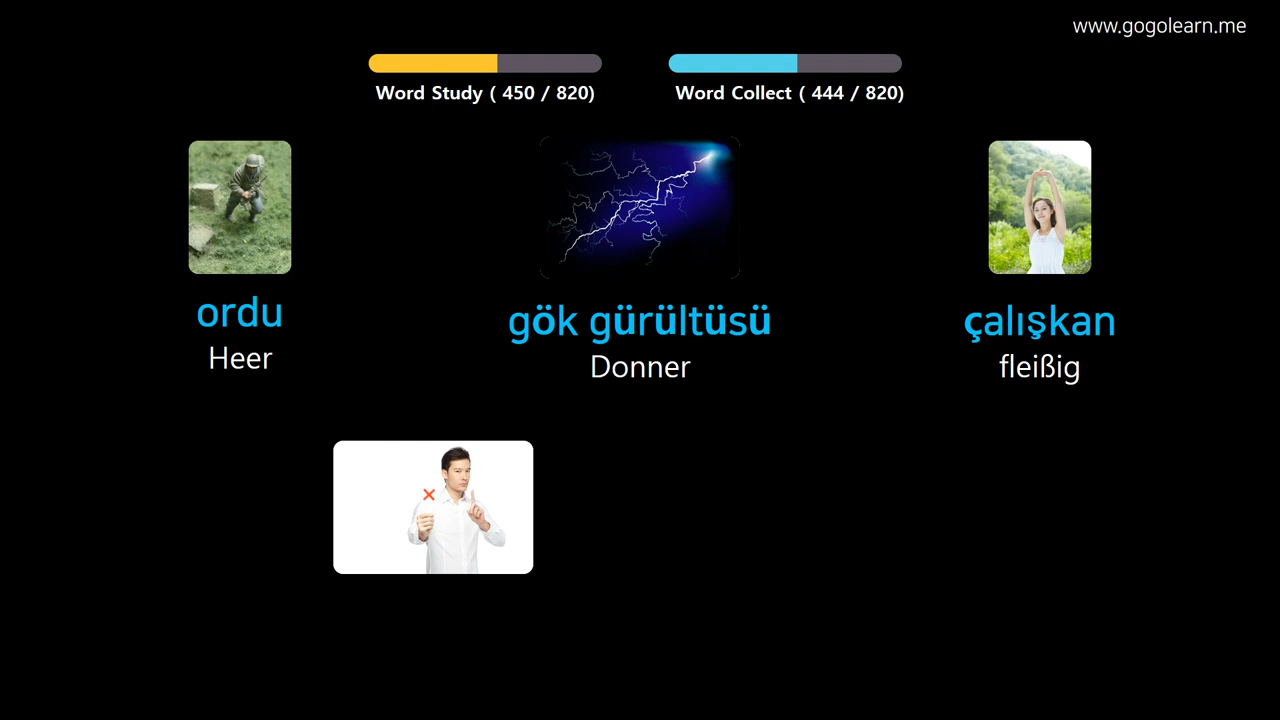 www.gogolearn.me
Word Study ( 450 / 820)
Word Collect ( 444 / 820)
ordu
Heer
gök gürültüsü
Donner
çalışkan
fleißig